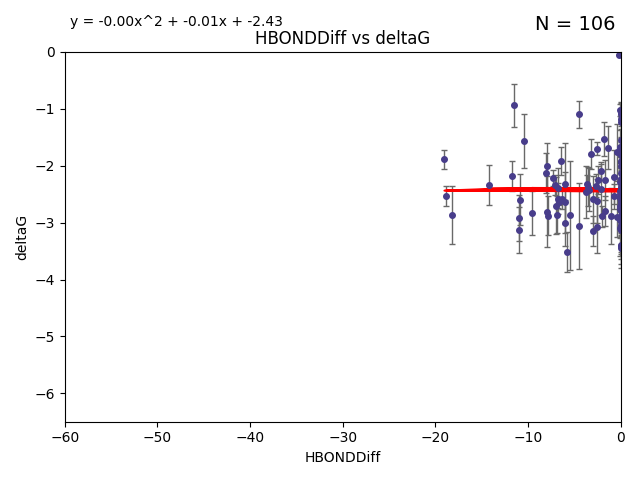 y = -0.00x^2 + -0.01x + -2.43
N = 106
HBONDDiff vs deltaG
0
−1
−2
−3
−4
−5
−6
deltaG
−60
−50
−40
−30
−20
−10
0
HBONDDiff